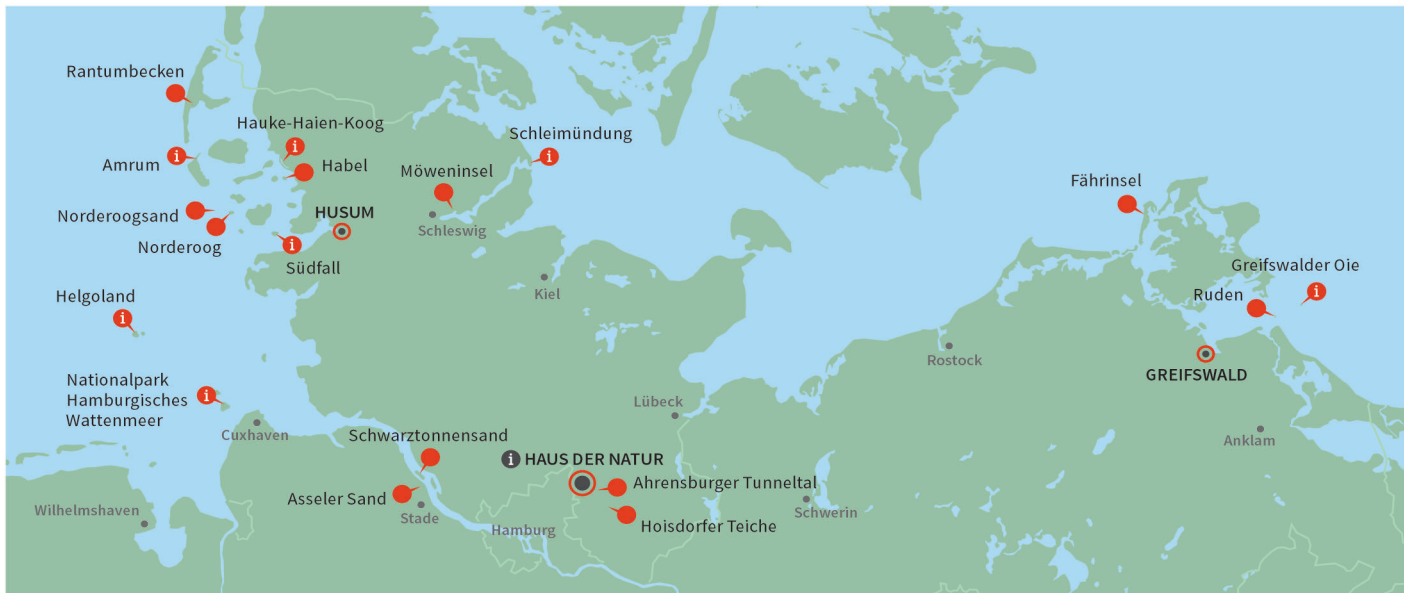 Rantumbecken
Hauke-Haien-Koog
Schleimündung
Amrum
Habel
Möweninsel
Fährinsel
Norderoogsand
HUSUM
Schleswig
Norderoog
Südfall
Greifswalder Oie
Kiel
Ruden
Helgoland
Rostock
GREIFSWALD
Nationalpark
Hamburgisches
Wattenmeer
Lübeck
Cuxhaven
Schwarztonnensand
Anklam
i HAUS DER NATUR
Ahrensburger Tunneltal
Asseler Sand
Wilhelmshaven
Stade
Schwerin
Hamburg
Hoisdorfer Teiche